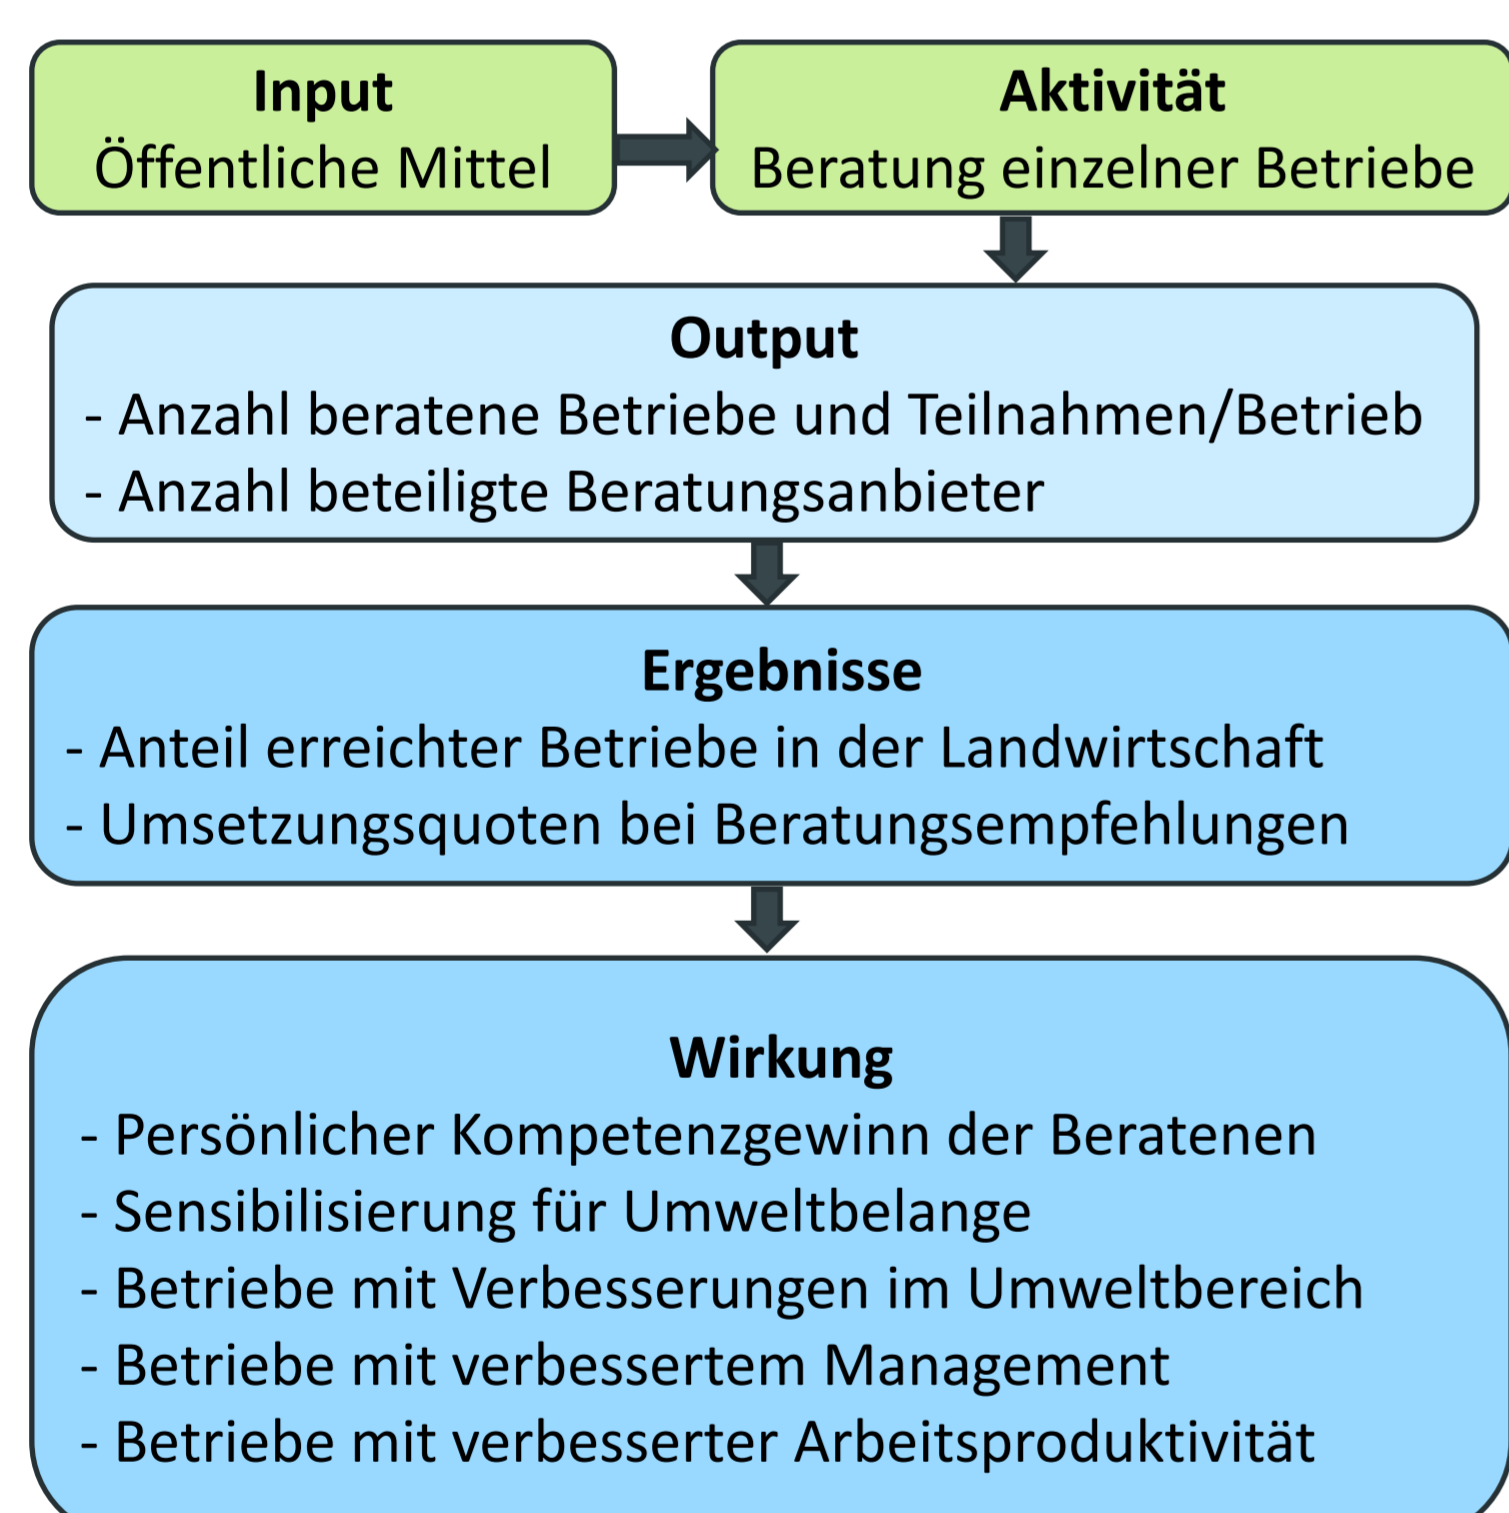 Input
Öffentliche Mittel
Aktivität
Beratung einzelner Betriebe
Output
- Anzahl beratene Betriebe und Teilnahmen/Betrieb
- Anzahl beteiligte Beratungsanbieter
Ergebnisse
- Anteil erreichter Betriebe in der Landwirtschaft
- Umsetzungsquoten bei Beratungsempfehlungen
Wirkung
- Persönlicher Kompetenzgewinn der Beratenen
- Sensibilisierung für Umweltbelange
- Betriebe mit Verbesserungen im Umweltbereich
- Betriebe mit verbessertem Management
- Betriebe mit verbesserter Arbeitsproduktivität